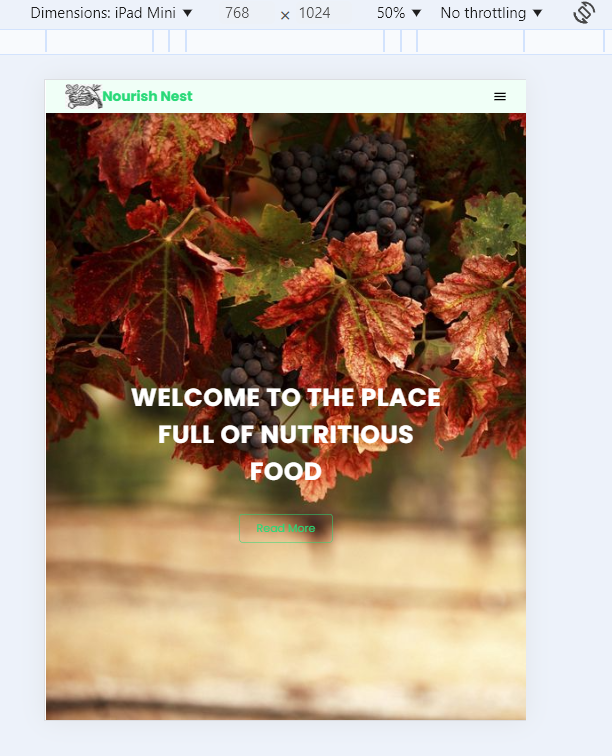 Dimensions: iPad Mini ▼ 768 × 1024 50% ▼ No throttling ▼
Nourish Nest
WELCOME TO THE PLACE
FULL OF NUTRITIOUS
FOOD
Read More